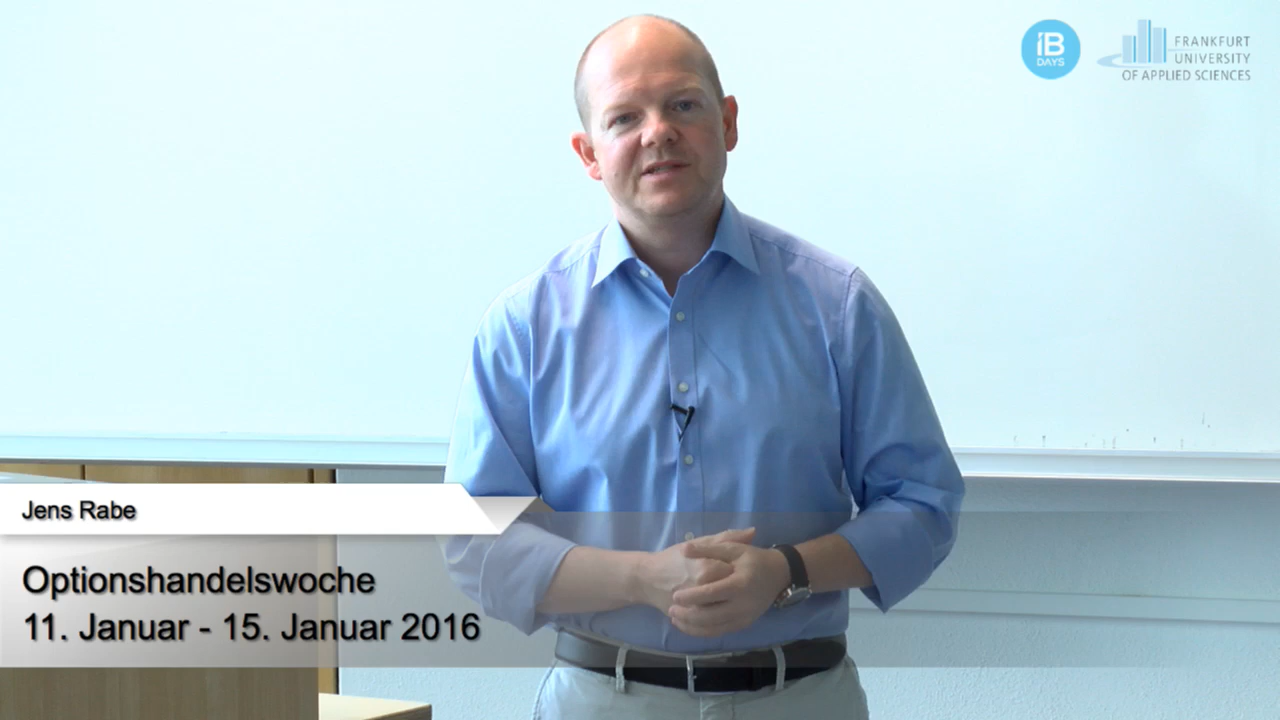 iB
DAYS
FRANKFURT
UNIVERSITY
OF APPLIED SCIENCES
Jens Rabe
Optionshandelswoche
11. Januar - 15. Januar 2016